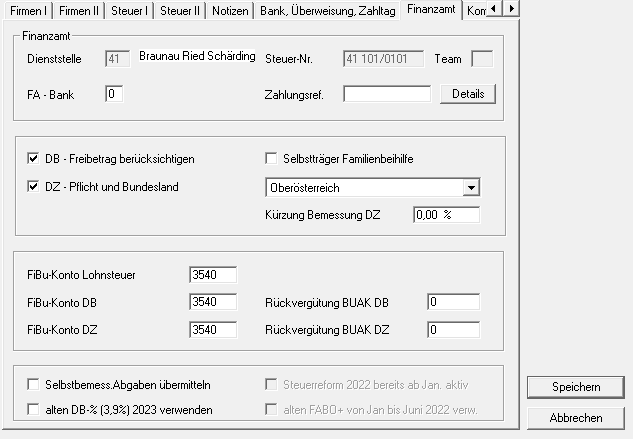 Firmen I Firmen II Steuer I Steuer II Notizen Bank, Überweisung, Zahltag Finanzamt
Finanzamt
Dienststelle 41 Braunau Ried Schärding Steuer-Nr. 41 101/0101 Team
FA - Bank 0 Zahlungsref. Details
DB - Freibetrag berücksichtigen Selbstträger Familienbeihilfe
DZ - Pflicht und Bundesland Oberösterreich
Kürzung Bemessung DZ 0,00 %
FiBu-Konto Lohnsteuer 3540
FiBu-Konto DB 3540 Rückvergütung BUAK DB 0
FiBu-Konto DZ 3540 Rückvergütung BUAK DZ 0
Selbstbemess.Abgaben übermitteln Steuerreform 2022 bereits ab Jan. aktiv
alten DB-% (3,9%) 2023 verwenden alten FABO+ von Jan bis Juni 2022 verw.
Speichern
Abbrechen